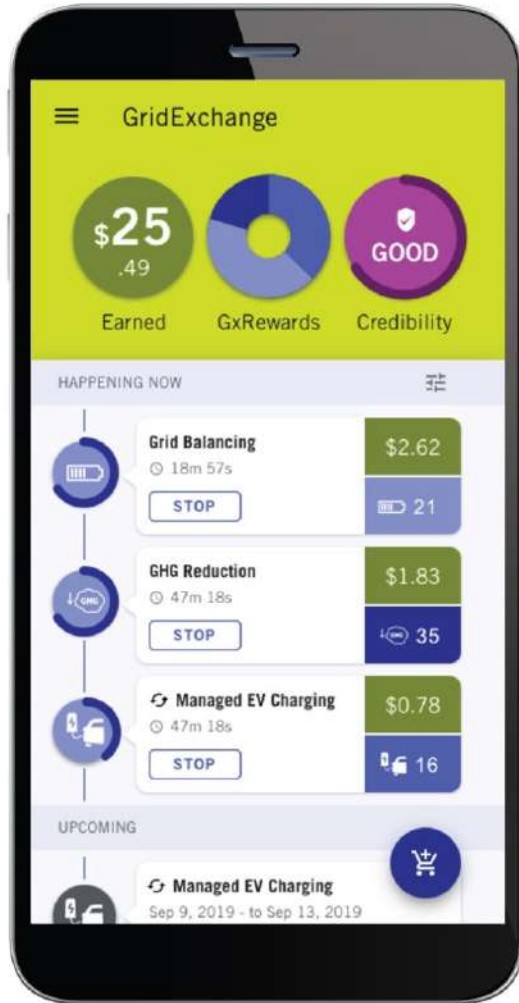 GridExchange
$25
.49
GOOD
Earned
GxRewards
Credibility
HAPPENING NOW
Grid Balancing
18m 57s
STOP
$2.62
21
GHG Reduction
47m 18s
STOP
$1.83
GHG
GHG
35
Managed EV Charging
47m 18s
STOP
$0.78
16
UPCOMING
Managed EV Charging
Sep 9, 2019 - to Sep 13, 2019